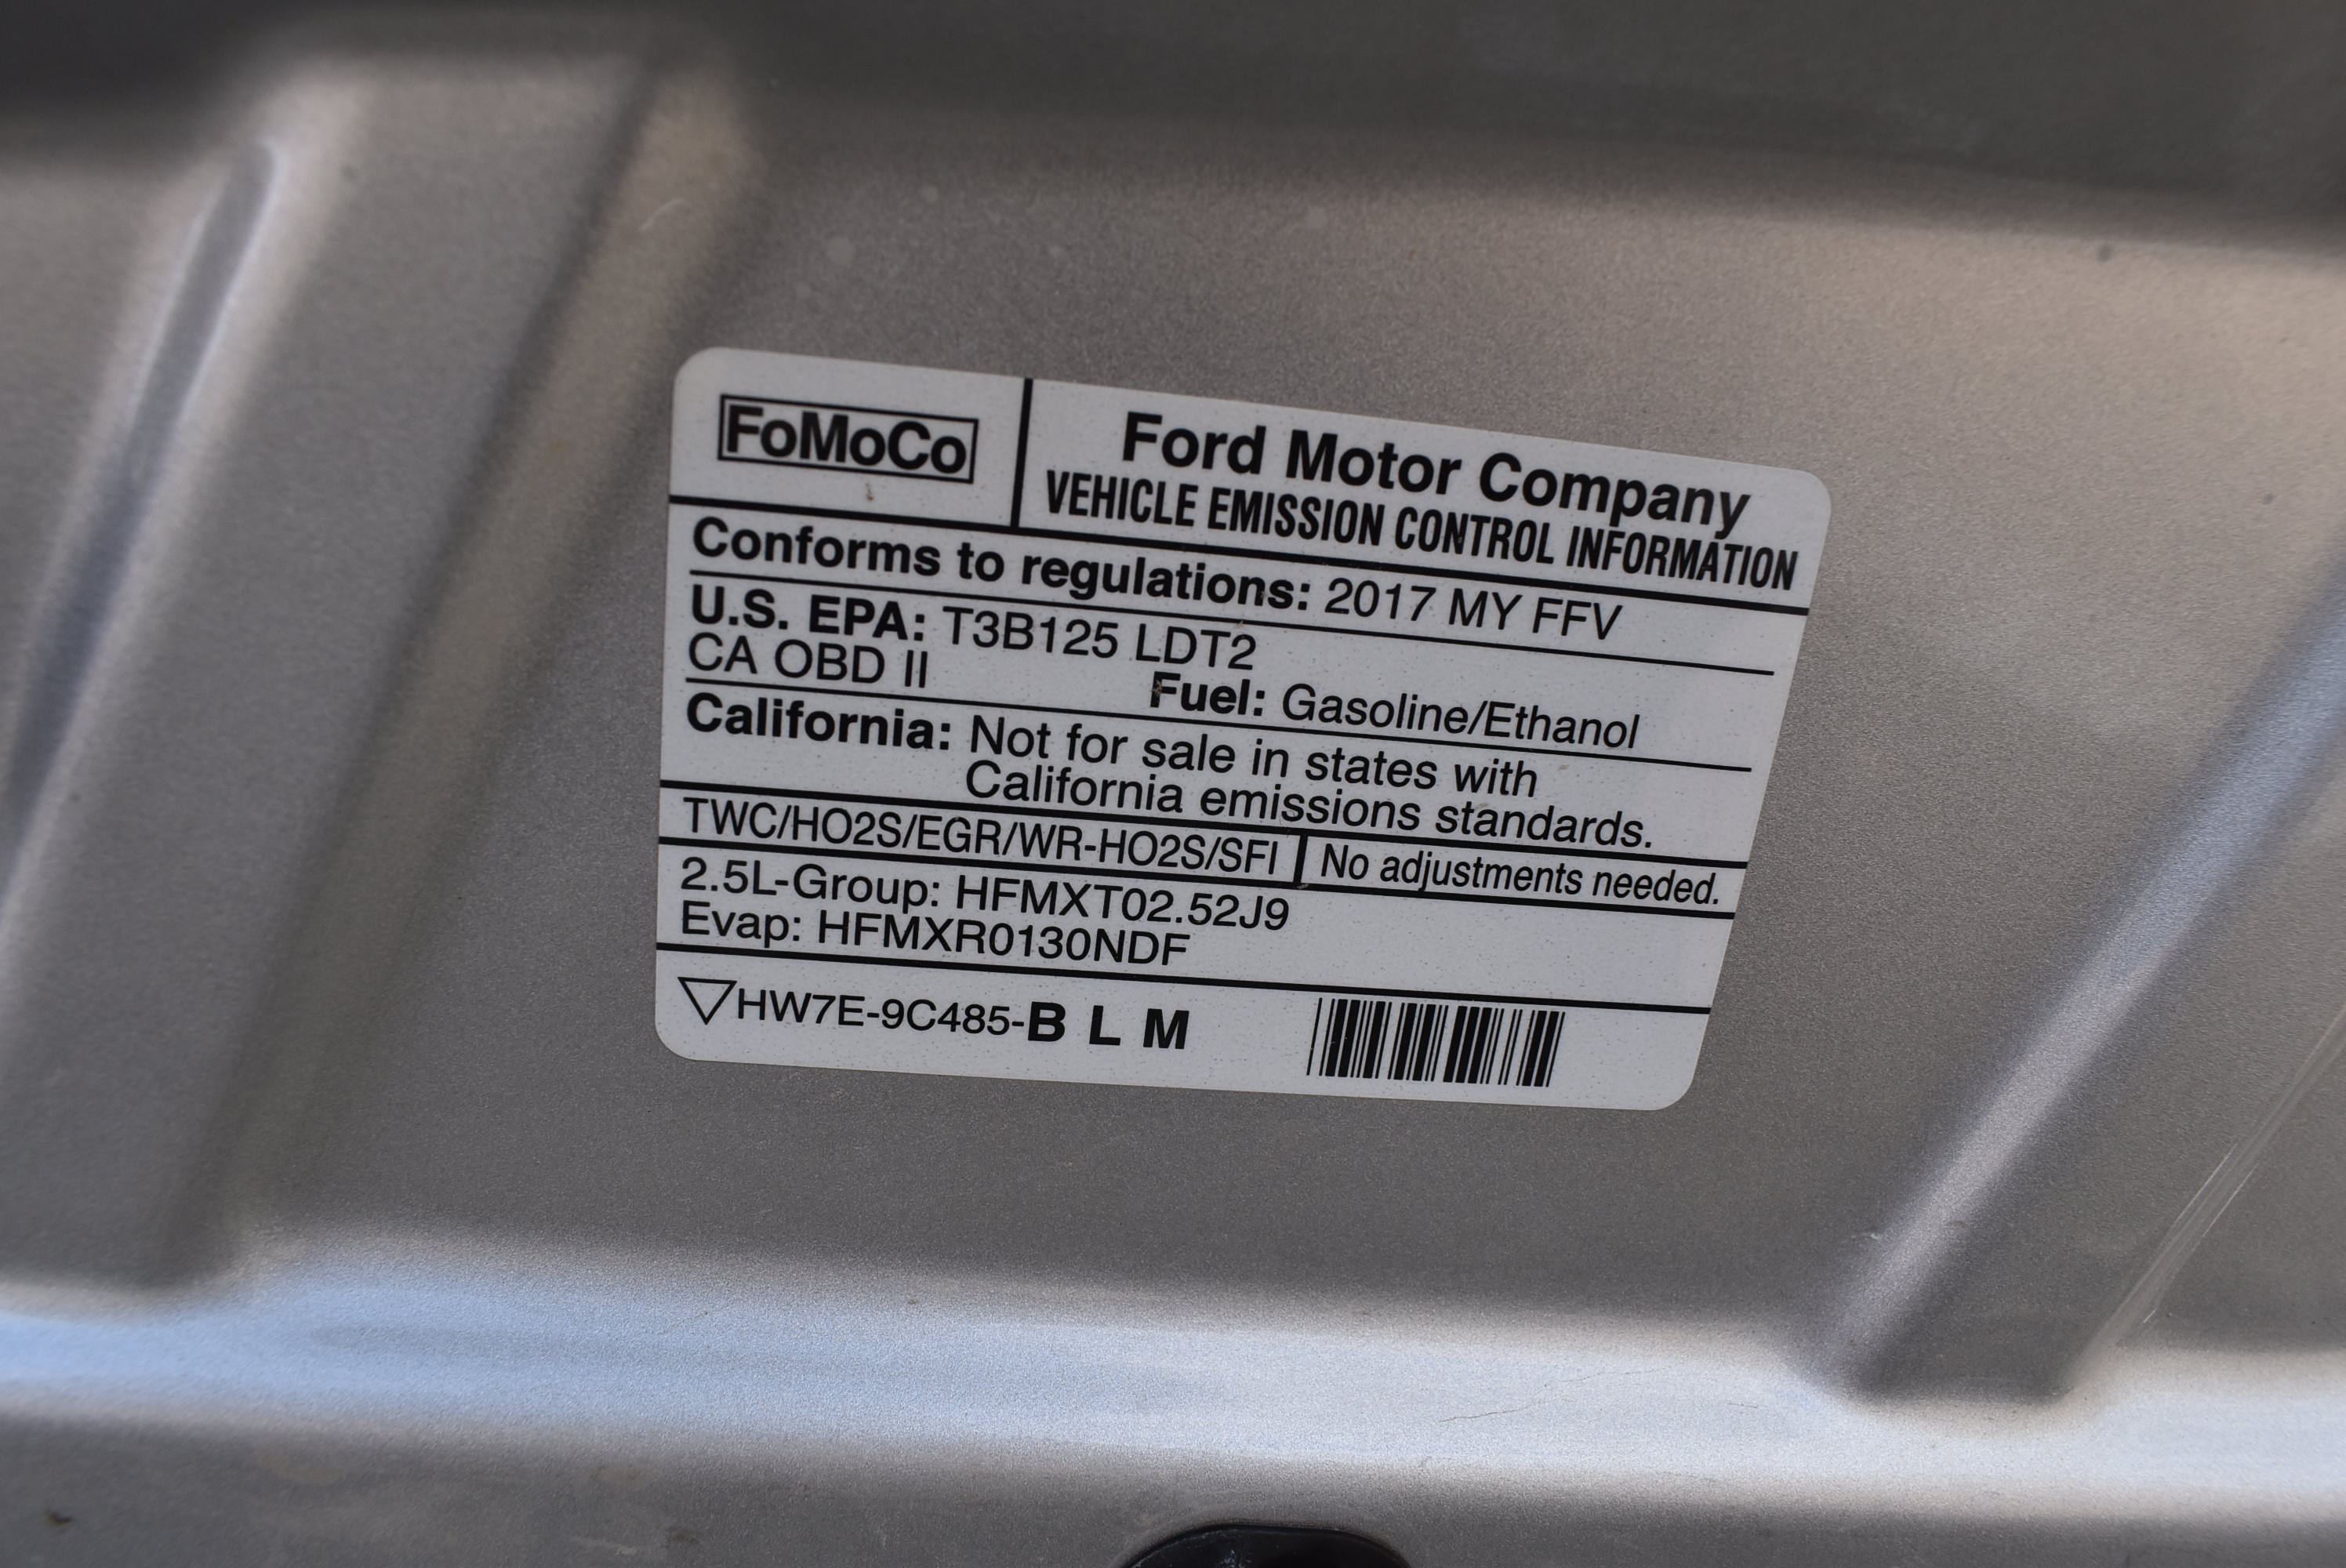 FoMoCo
Ford Motor Company
VEHICLE EMISSION CONTROL INFORMATION
Conforms to regulations: 2017 MY FFV
U.S. EPA: T3B125 LDT2
CA OBD II
Fuel: Gasoline/Ethanol
California: Not for sale in states with
California emissions standards.
TWC/HO2S/EGR/WR-HO2S/SFI
No adjustments needed.
2.5L-Group: HFMXT02.52J9
Evap: HFMXR0130NDF
HW7E-9C485-B L M